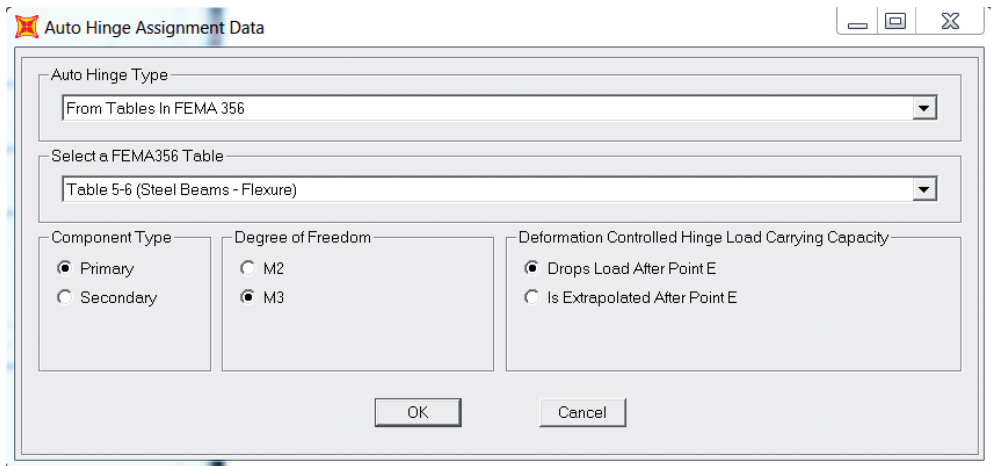 Auto Hinge Assignment Data
Auto Hinge Type
From Tables In FEMA 356
Select a FEMA356 Table
Table 5-6 (Steel Beams - Flexure)
Component Type
Primary
Secondary
Degree of Freedom
M2
M3
Deformation Controlled Hinge Load Carrying Capacity
Drops Load After Point E
Is Extrapolated After Point E
OK
Cancel